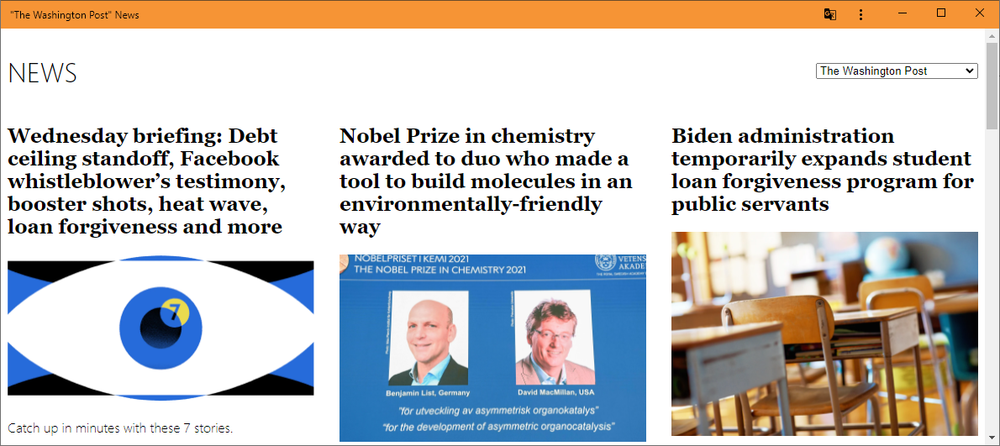 "The Washington Post" News
NEWS
The Washington Post
Wednesday briefing: Debt
ceiling standoff, Facebook
whistleblower’s testimony,
booster shots, heat wave,
loan forgiveness and more
7
Catch up in minutes with these 7 stories.
Nobel Prize in chemistry
awarded to duo who made a
tool to build molecules in an
environmentally-friendly
way
NOBELPRISET I KEMI 2021
THE NOBEL PRIZE IN CHEMISTRY 2021
VETENS
AKADE
Benjamin List, Germany
David MacMillan, USA
"för utveckling av asymmetrisk organokatalys"
"for the development of asymmetric organocatalysis"
Biden administration
temporarily expands student
loan forgiveness program for
public servants